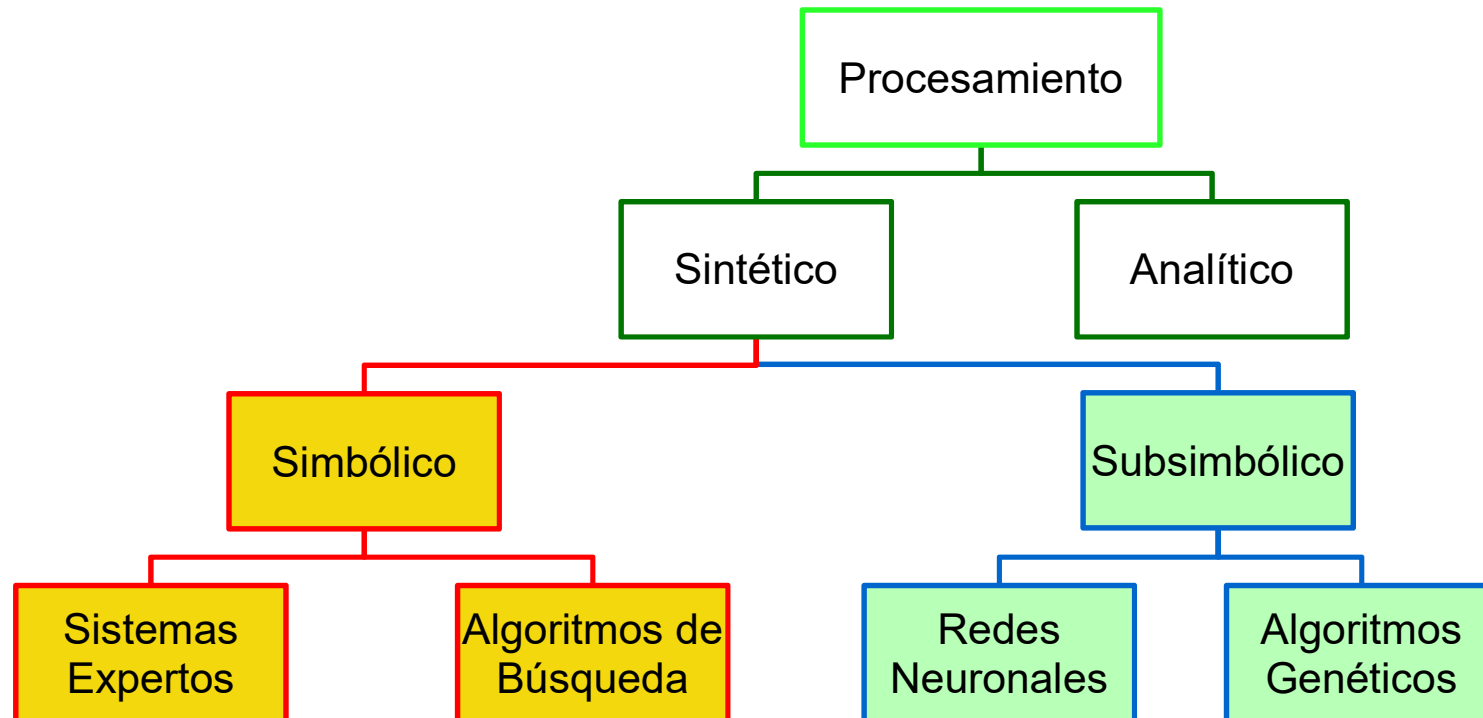 Procesamiento
Sintético
Analítico
Simbólico
Subsimbólico
Sistemas
Expertos
Algoritmos de
Búsqueda
Redes
Neuronales
Algoritmos
Genéticos